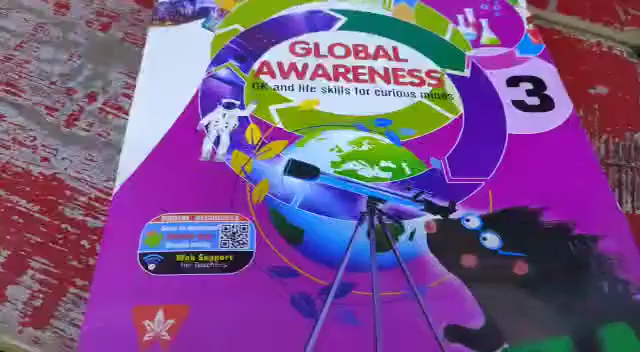 GLOBAL
AWARENESS
GK and life skills for curious minds
3
Web Support
For Teachers